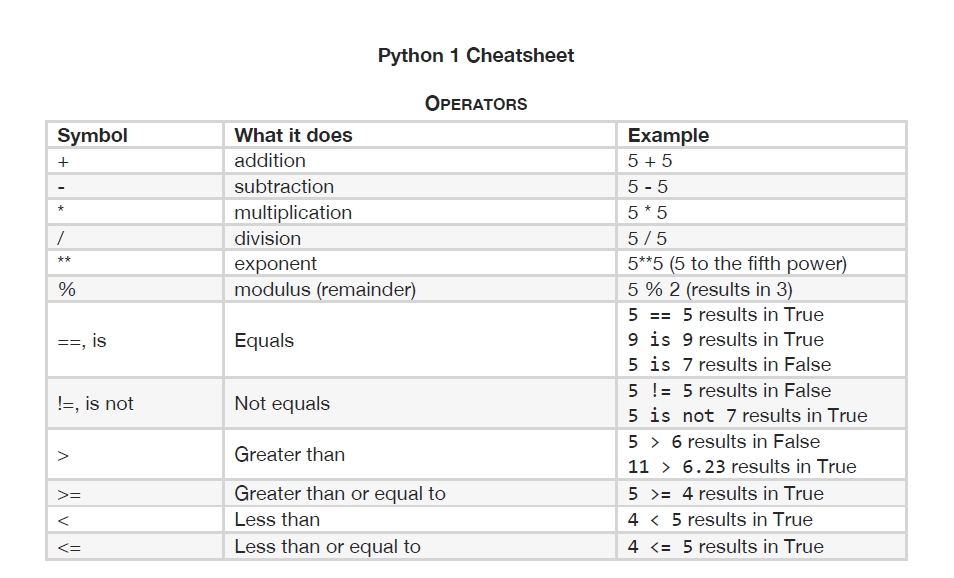 Python 1 Cheatsheet
OPERATORS
Symbol What it does Example
+ addition 5 + 5
- subtraction 5 - 5
* multiplication 5 * 5
/ division 5 / 5
** exponent 5**5 (5 to the fifth power)
% modulus (remainder) 5 % 2 (results in 3)
==, is Equals 5 == 5 results in True
9 is 9 results in True
5 is 7 results in False
!=, is not Not equals 5 != 5 results in False
5 is not 7 results in True
> Greater than 5 > 6 results in False
11 > 6.23 results in True
>= Greater than or equal to 5 >= 4 results in True
< Less than 4 < 5 results in True
<= Less than or equal to 4 <= 5 results in True